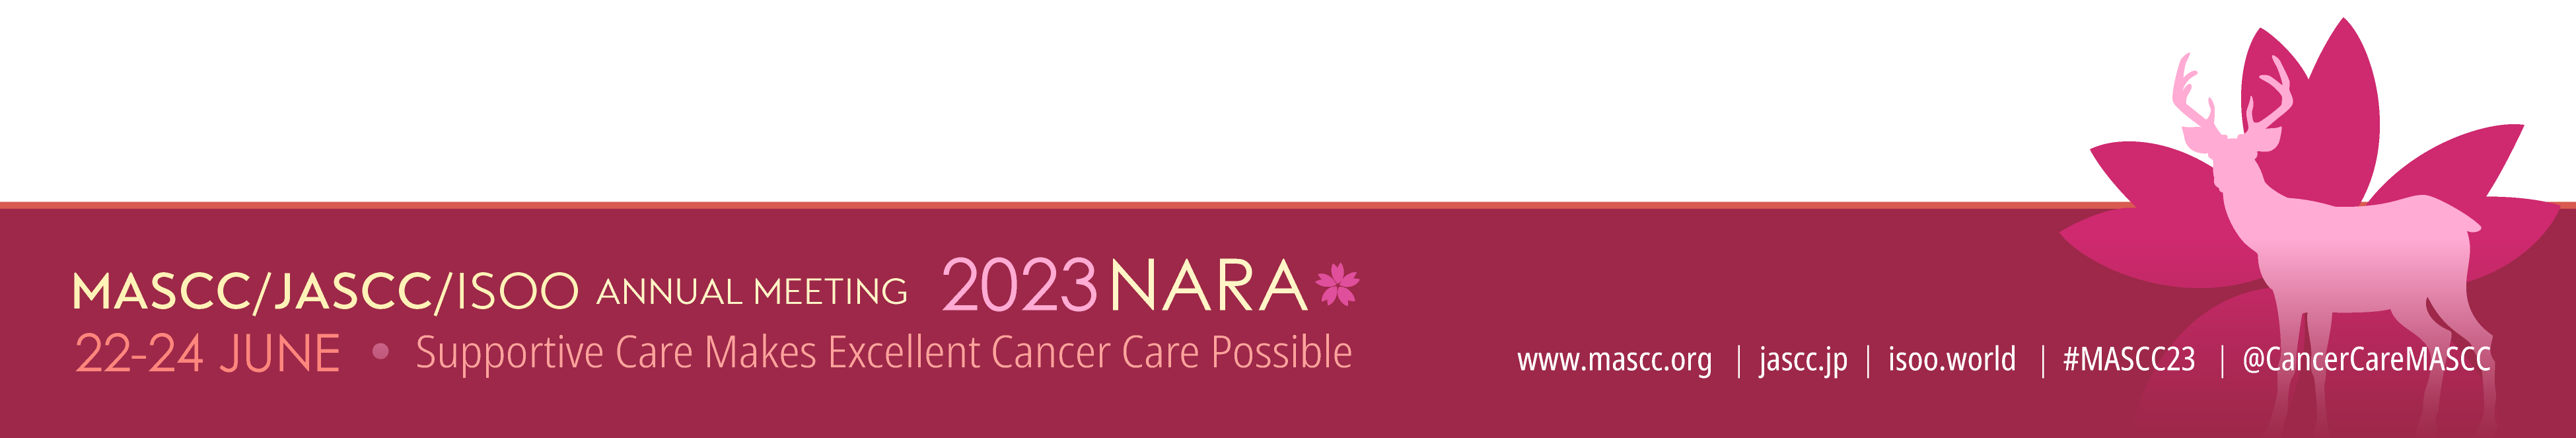 MASCC/JASCC/ISOO ANNUAL MEETING 2023 NARA
22-24 JUNE • Supportive Care Makes Excellent Cancer Care Possible
www.mascc.org | jascc.jp | isoo.world | #MASCC23 | @CancerCareMASCC